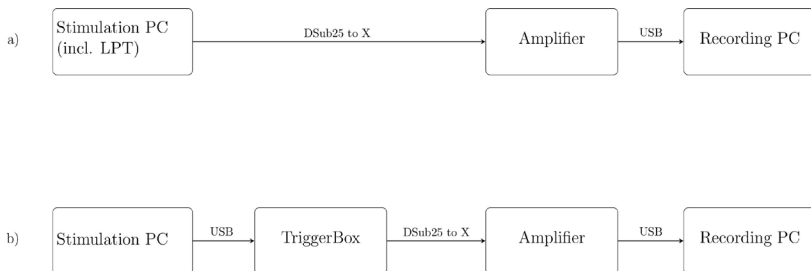 a)
Stimulation PC
(incl. LPT)
DSub25 to X
Amplifier
USB
Recording PC
b)
Stimulation PC
USB
TriggerBox
DSub25 to X
Amplifier
USB
Recording PC